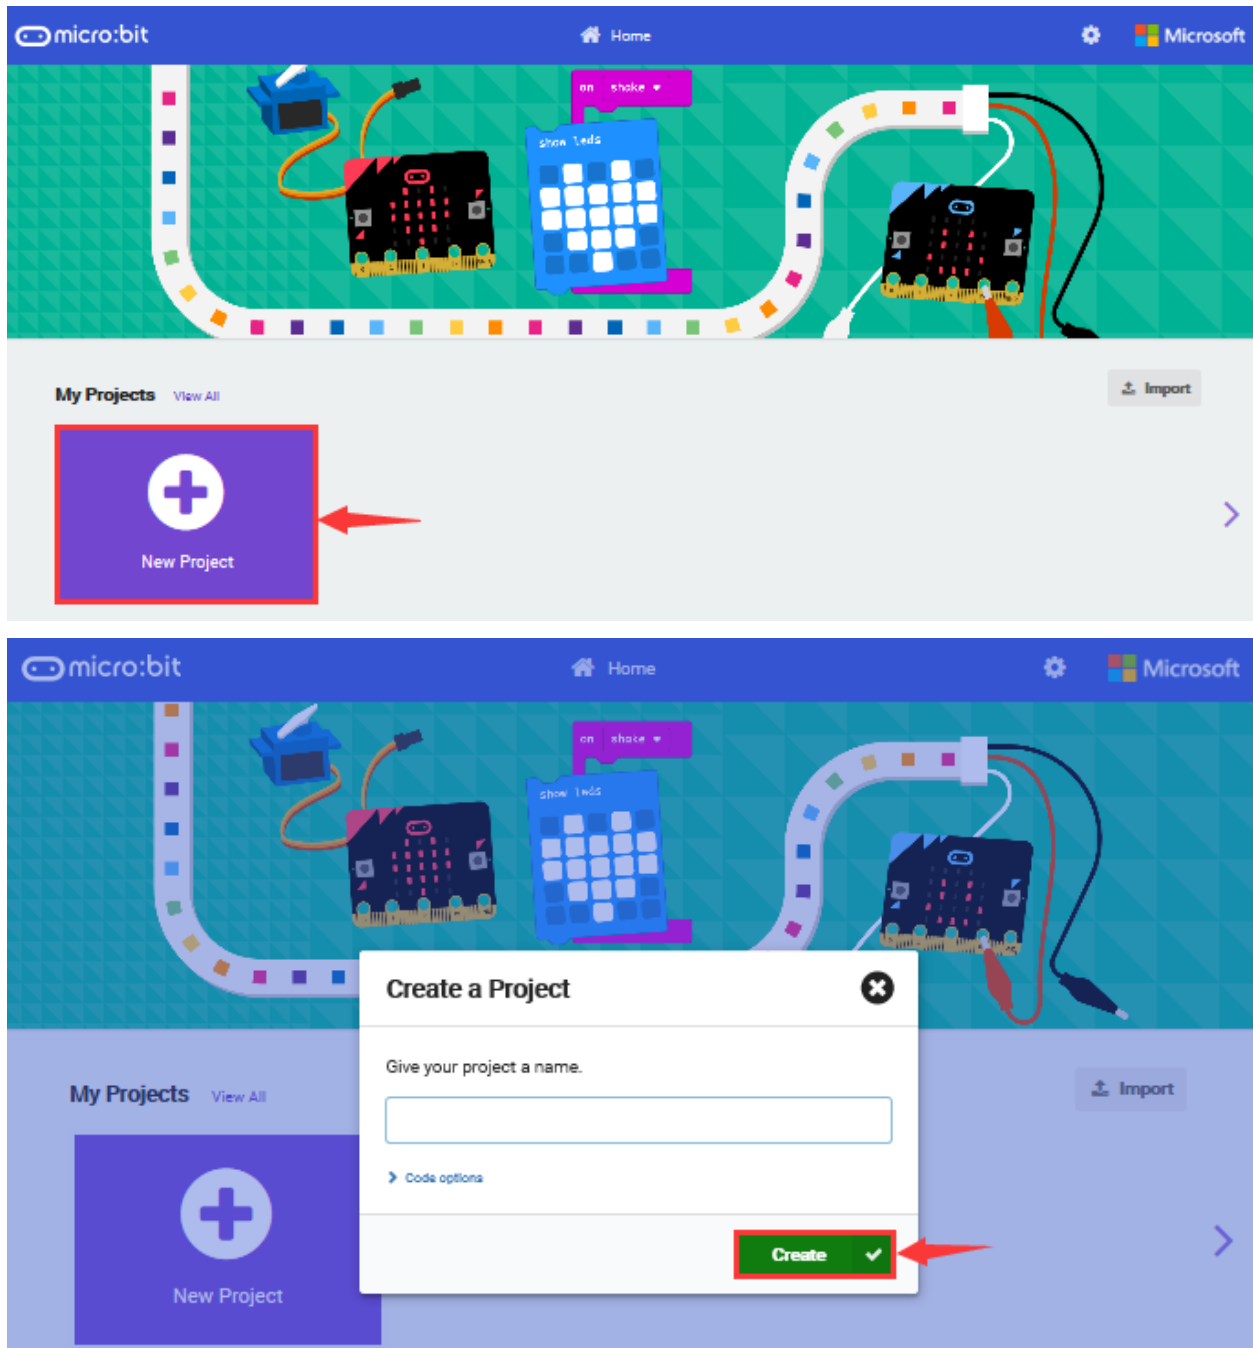 micro:bit
Home
Microsoft
on shake
show leds
My Projects View All
Import
New Project
micro:bit
Home
Microsoft
on shake
show leds
Create a Project
Give your project a name.
My Projects View All
Import
Code options
Create
New Project